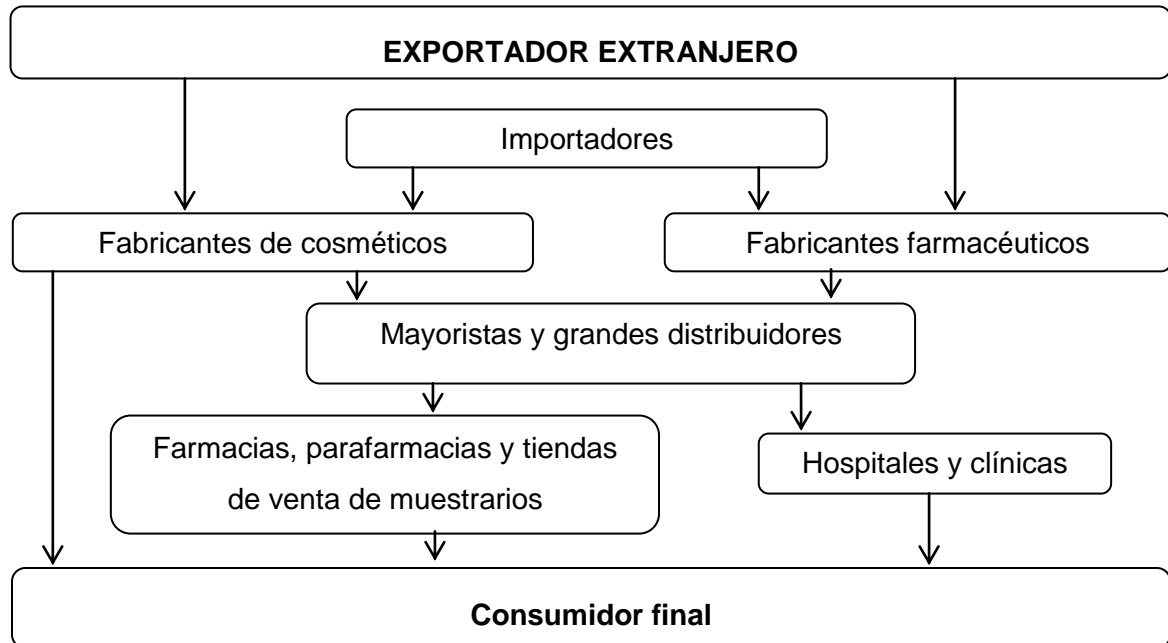 EXPORTADOR EXTRANJERO
Importadores
Fabricantes de cosméticos
Fabricantes farmacéuticos
Mayoristas y grandes distribuidores
Farmacias, parafarmacias y tiendas
de venta de muestrarios
Hospitales y clínicas
Consumidor final